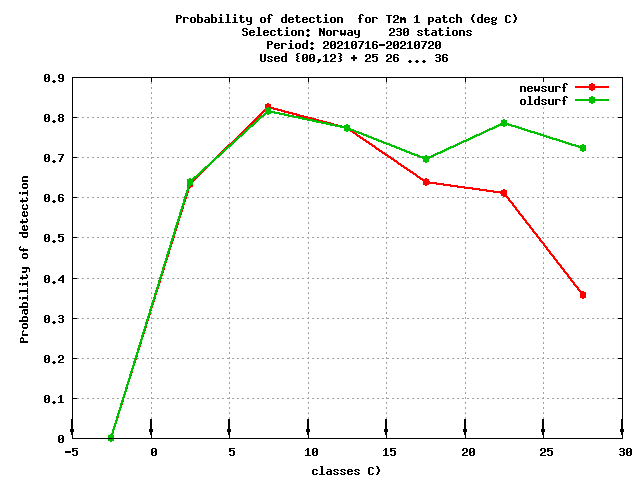 Probability of detection  for T2m 1 patch (deg C)
Selection: Norway    230 stations
Period: 20210716-20210720
Used {00,12} + 25 26 ... 36
newsurf
oldsurf
Probability of detection
0.9
0.8
0.7
0.6
0.5
0.4
0.3
0.2
0.1
0
-5 0 5 10 15 20 25 30
classes C)